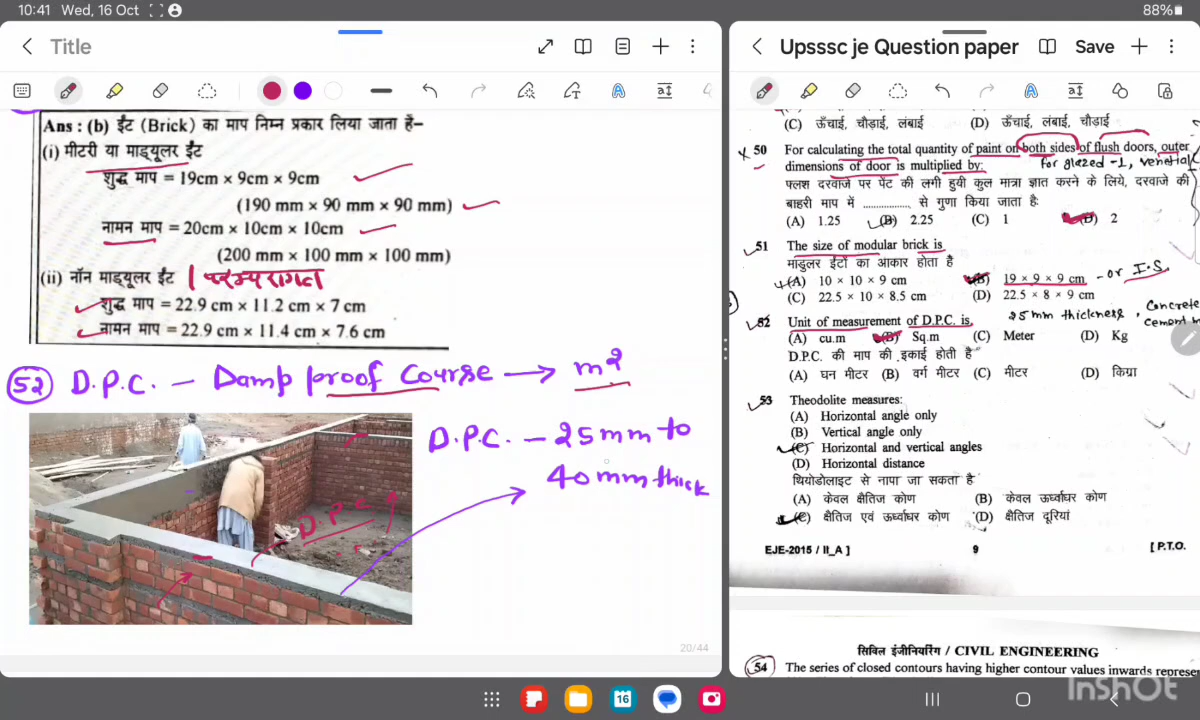 10:41 Wed, 16 Oct
88%
Title
Ans : (b) ईंट (Brick) का माप निम्न प्रकार लिया जाता है–
(i) मीटरी या माड्यूलर ईंट
शुद्ध माप = 19cm × 9cm × 9cm
(190 mm × 90 mm × 90 mm)
नामन माप = 20cm × 10cm × 10cm
(200 mm × 100 mm × 100 mm)
(ii) नॉन माड्यूलर ईंट | परम्परागत
शुद्ध माप = 22.9 cm × 11.2 cm × 7 cm
नामन माप = 22.9 cm × 11.4 cm × 7.6 cm
52 D.P.C. – Damp proof Course → m²
D.P.C. – 25mm to
40mm thick
D P C
20/44
Upsssc je Question paper
Save
(C) ऊँचाई, चौड़ाई, लंबाई (D) ऊँचाई, लंबाई, चौड़ाई
50 For calculating the total quantity of paint on both sides of flush doors, outer
dimensions of door is multiplied by: for glazed -1,
फ्लश दरवाजे पर पेंट की लगी हुयी कुल मात्रा ज्ञात करने के लिये, दरवाजे की
बाहरी माप में ................ से गुणा किया जाता है:
(A) 1.25 (B) 2.25 (C) 1 (D) 2
51 The size of modular brick is
माडुलर ईंटों का आकार होता है
(A) 10 × 10 × 9 cm (B) 19 × 9 × 9 cm - or I.S.
(C) 22.5 × 10 × 8.5 cm (D) 22.5 × 8 × 9 cm
25mm thickness, Concrete
52 Unit of measurement of D.P.C. is cement
(A) cu.m (B) Sq.m (C) Meter (D) Kg
D.P.C. की माप की इकाई होती है
(A) घन मीटर (B) वर्ग मीटर (C) मीटर (D) किग्रा
53 Theodolite measures:
(A) Horizontal angle only
(B) Vertical angle only
(C) Horizontal and vertical angles
(D) Horizontal distance
थियोडोलाइट से नापा जा सकता है
(A) केवल क्षैतिज कोण (B) केवल ऊर्ध्वाधर कोण
(C) क्षैतिज एवं ऊर्ध्वाधर कोण (D) क्षैतिज दूरियां
EJE-2015 / II_A ] 9 [ P.T.O.
सिविल इंजीनियरिंग / CIVIL ENGINEERING
54 The series of closed contours having higher contour values inwards
16
InShOt